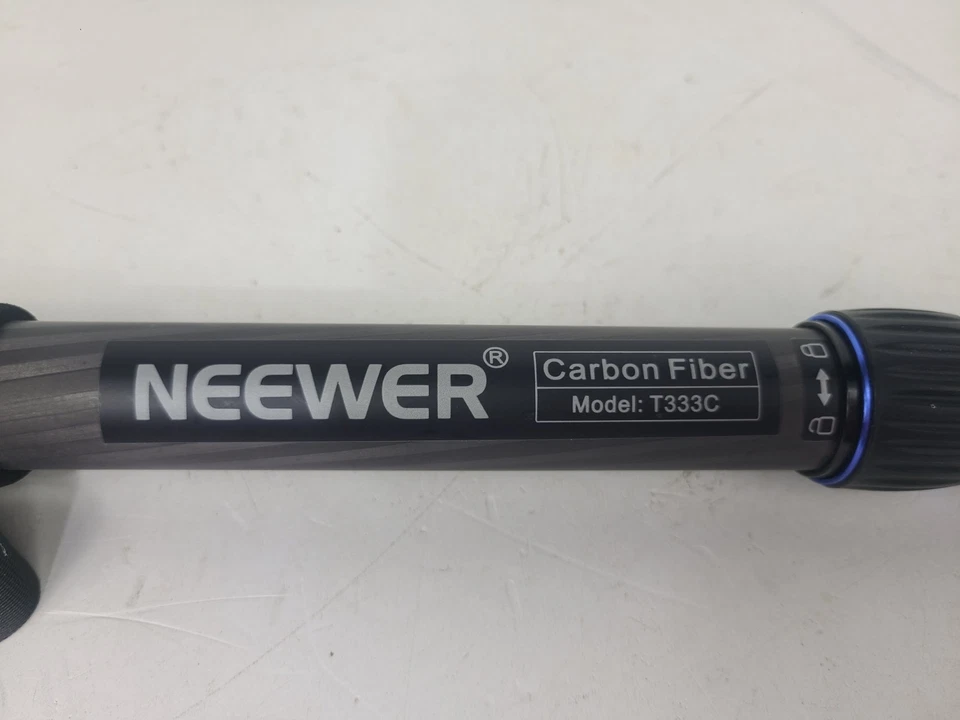 NEEWER®
Carbon Fiber
Model: T333C